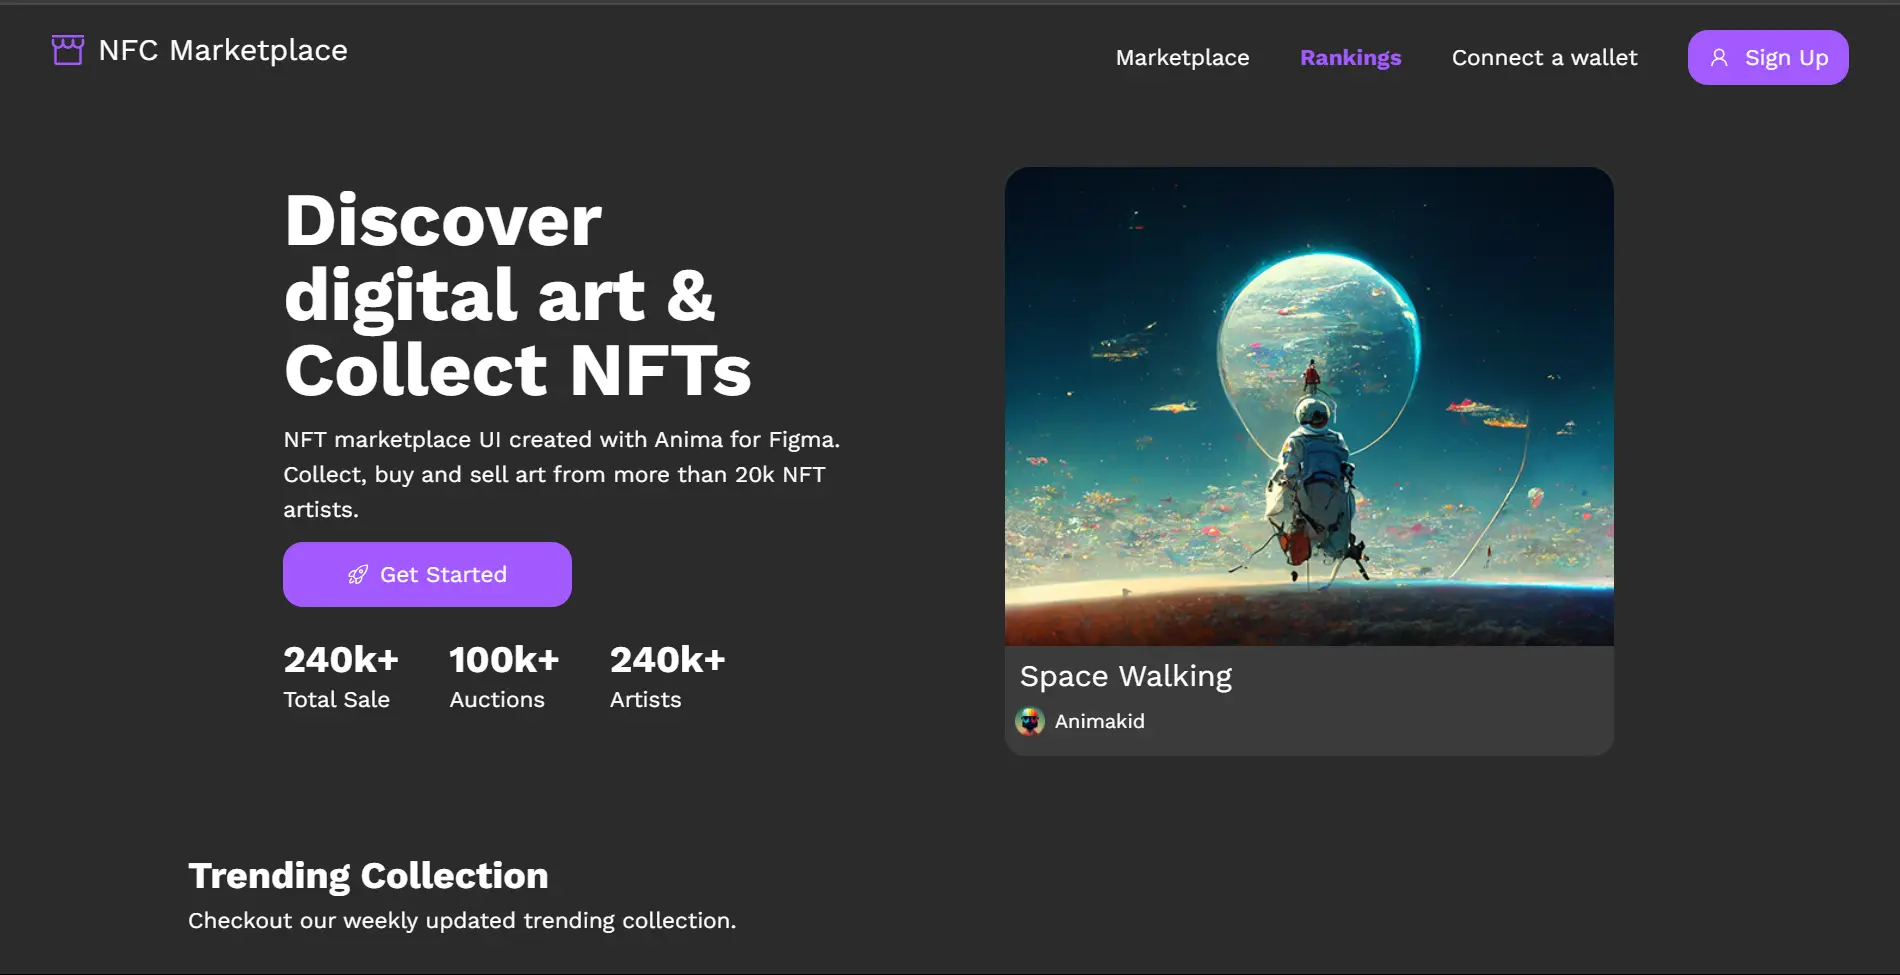 NFC Marketplace
Marketplace
Rankings
Connect a wallet
Sign Up
Discover
digital art &
Collect NFTs
NFT marketplace UI created with Anima for Figma.
Collect, buy and sell art from more than 20k NFT
artists.
Get Started
240k+
Total Sale
100k+
Auctions
240k+
Artists
Space Walking
Animakid
Trending Collection
Checkout our weekly updated trending collection.